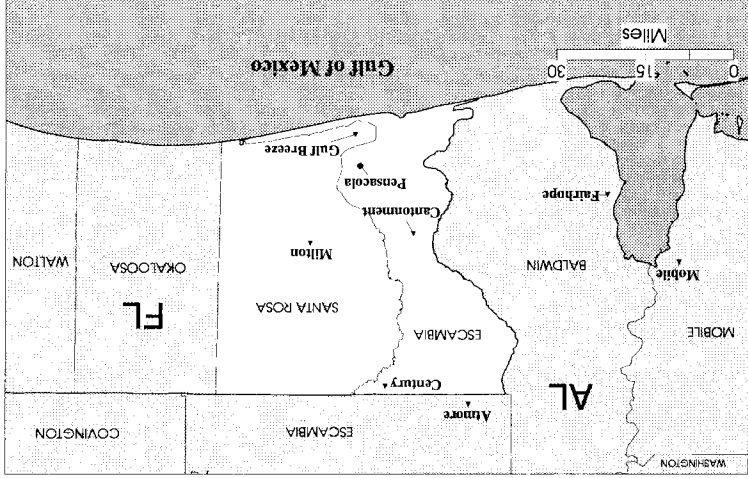 WASHINGTON
ESCAMBIA
COVINGTON
Atmore
AL
Century
MOBILE
ESCAMBIA
SANTA ROSA
FL
Mobile
BALDWIN
OKALOOSA
WALTON
Milton
Cantonment
Fairhope
Pensacola
Gulf Breeze
0 15 30
Gulf of Mexico
Miles